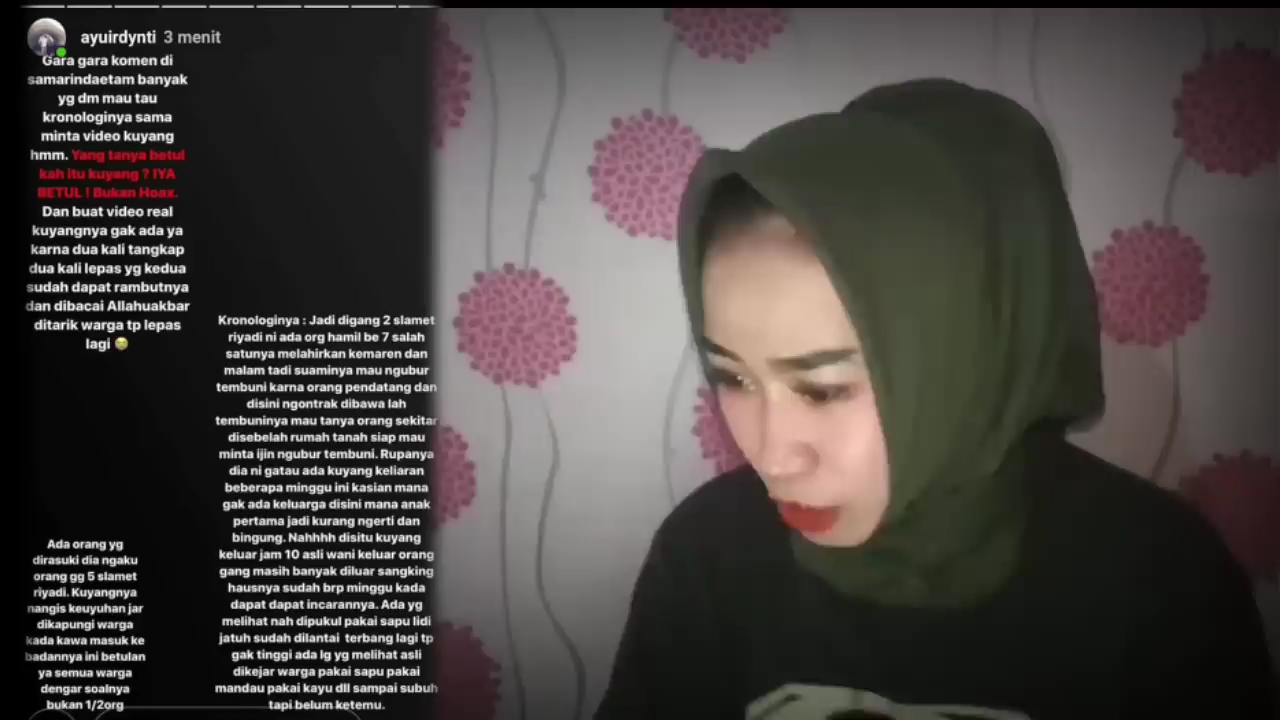 ayuirdynti 3 menit
Gara gara komen di
samarindaetam banyak
yg dm mau tau
kronologinya sama
minta video kuyang
hmm. Yang tanya betul
kah itu kuyang ? IYA
BETUL ! Bukan Hoax.
Dan buat video real
kuyangnya gak ada ya
karna dua kali tangkap
dua kali lepas yg kedua
sudah dapat rambutnya
dan dibacai Allahuakbar
ditarik warga tp lepas
lagi 😭
Kronologinya : Jadi digang 2 slamet
riyadi ni ada org hamil be 7 salah
satunya melahirkan kemaren dan
malam tadi suaminya mau ngubur
tembuni karna orang pendatang dan
disini ngontrak dibawa lah
tembuninya mau tanya orang sekitar
disebelah rumah tanah siap mau
minta ijin ngubur tembuni. Rupanya
dia ni gatau ada kuyang keliaran
beberapa minggu ini kasian mana
gak ada keluarga disini mana anak
pertama jadi kurang ngerti dan
bingung. Nahhhh disitu kuyang
keluar jam 10 asli wani keluar orang
gang masih banyak diluar sangking
hausnya sudah brp minggu kada
dapat dapat incarannya. Ada yg
melihat nah dipukul pakai sapu lidi
jatuh sudah dilantai terbang lagi tp
gak tinggi ada lg yg melihat asli
dikejar warga pakai sapu pakai
mandau pakai kayu dll sampai subuh
tapi belum ketemu.
Ada orang yg
dirasuki dia ngaku
orang gg 5 slamet
riyadi. Kuyangnya
nangis keuyuhan jar
dikapungi warga
kada kawa masuk ke
badannya ini betulan
ya semua warga
dengar soalnya
bukan 1/2org